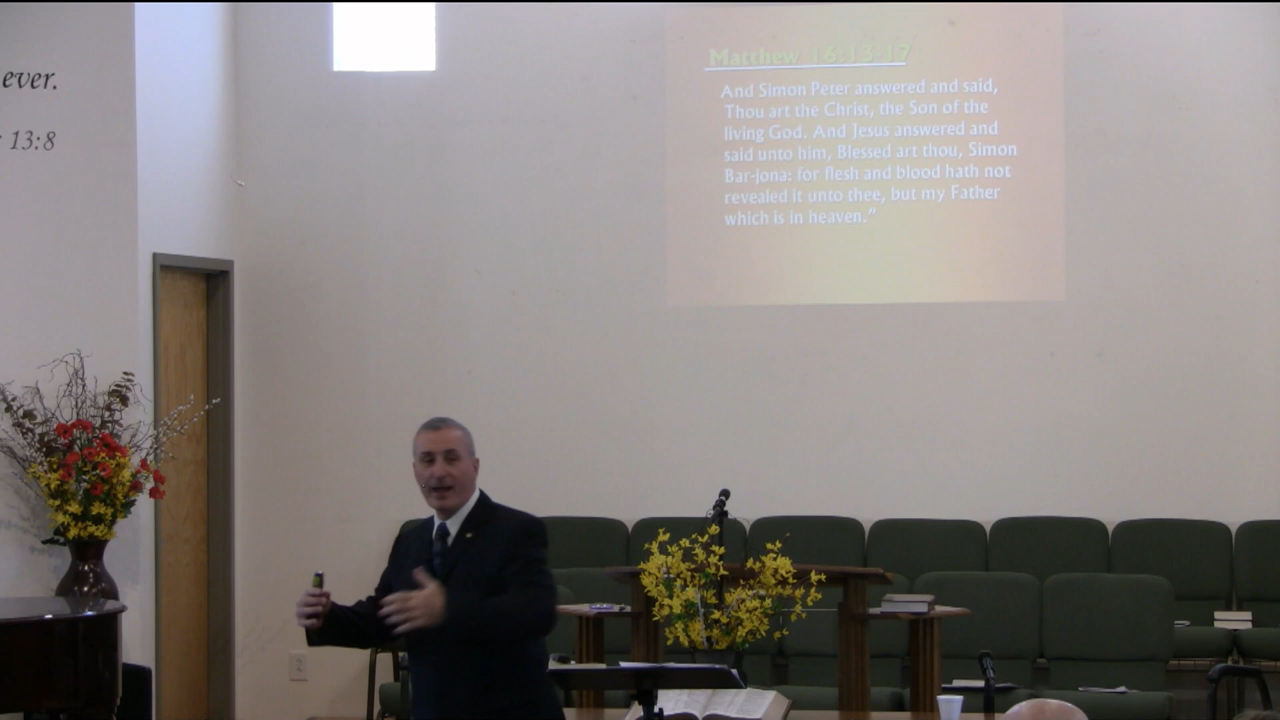 ever.
13:8
Matthew 16:13-17
And Simon Peter answered and said,
Thou art the Christ, the Son of the
living God. And Jesus answered and
said unto him, Blessed art thou, Simon
Bar-jona: for flesh and blood hath not
revealed it unto thee, but my Father
which is in heaven.”